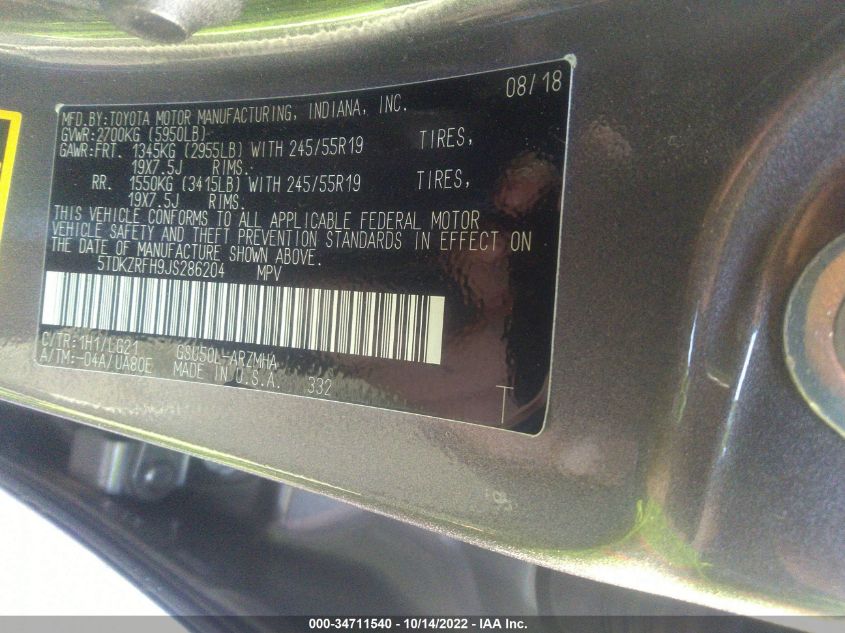 08/18
MFD.BY:TOYOTA MOTOR MANUFACTURING, INDIANA, INC.
GVWR:2700KG (5950LB)
GAWR:FRT. 1345KG (2955LB) WITH 245/55R19 TIRES,
19X7.5J RIMS.
RR. 1550KG (3415LB) WITH 245/55R19 TIRES,
19X7.5J RIMS.
THIS VEHICLE CONFORMS TO ALL APPLICABLE FEDERAL MOTOR
VEHICLE SAFETY AND THEFT PREVENTION STANDARDS IN EFFECT ON
THE DATE OF MANUFACTURE SHOWN ABOVE.
5TDKZRFH9JS286204 MPV
C/TR:1H1/LG21 GSU50L-ARZMHA
A/TM:-04A/UA80E MADE IN U.S.A. 332
T
000-34711540 - 10/14/2022 - IAA Inc.